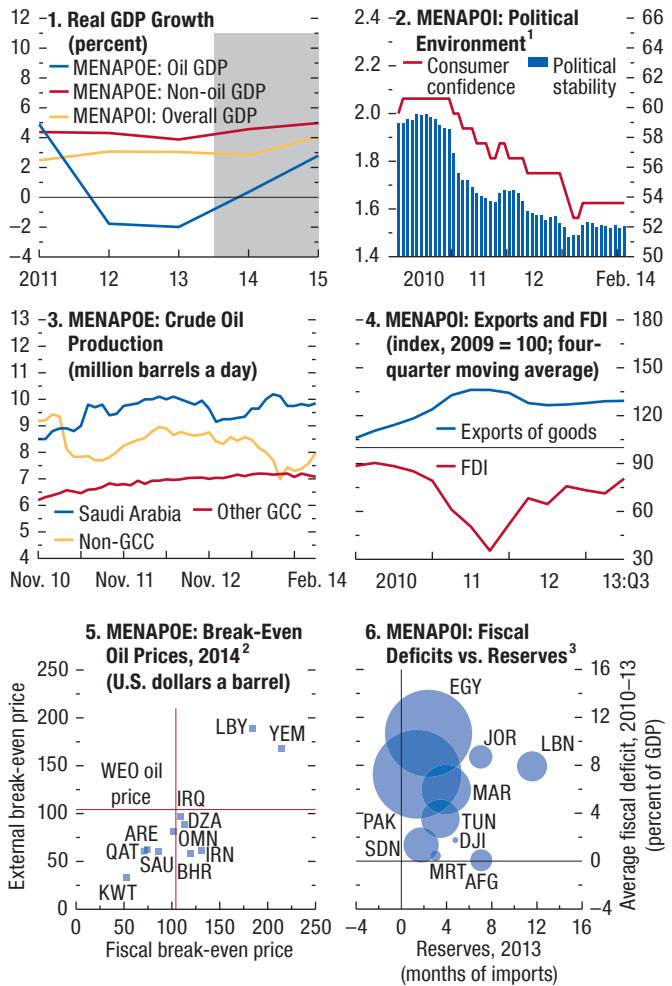 1. Real GDP Growth
(percent)
MENAPOE: Oil GDP
MENAPOE: Non-oil GDP
MENAPOI: Overall GDP
12
10
8
6
4
2
0
–2
–4
2011 12 13 14 15
2. MENAPOI: Political
Environment1
Consumer
confidence
Political
stability
2.4
2.2
2.0
1.8
1.6
1.4
66
64
62
60
58
56
54
52
50
2010 11 12 Feb. 14
3. MENAPOE: Crude Oil
Production
(million barrels a day)
13
12
11
10
9
8
7
6
5
4
Saudi Arabia
Other GCC
Non-GCC
Nov. 10 Nov. 11 Nov. 12 Feb. 14
4. MENAPOI: Exports and FDI
(index, 2009 = 100; four-
quarter moving average)
180
150
120
90
60
30
Exports of goods
FDI
2010 11 12 13:Q3
5. MENAPOE: Break-Even
Oil Prices, 20142
(U.S. dollars a barrel)
External break-even price
250
200
150
100
50
0
LBY
YEM
WEO oil
price
IRQ
DZA
ARE
OMN
QAT
SAU
IRN
BHR
KWT
0 50 100 150 200 250
Fiscal break-even price
6. MENAPOI: Fiscal
Deficits vs. Reserves3
EGY
JOR
LBN
MAR
PAK
TUN
SDN
DJI
MRT
AFG
16
12
8
4
0
–4
Average fiscal deficit, 2010–13
(percent of GDP)
–4 0 4 8 12 16
Reserves, 2013
(months of imports)